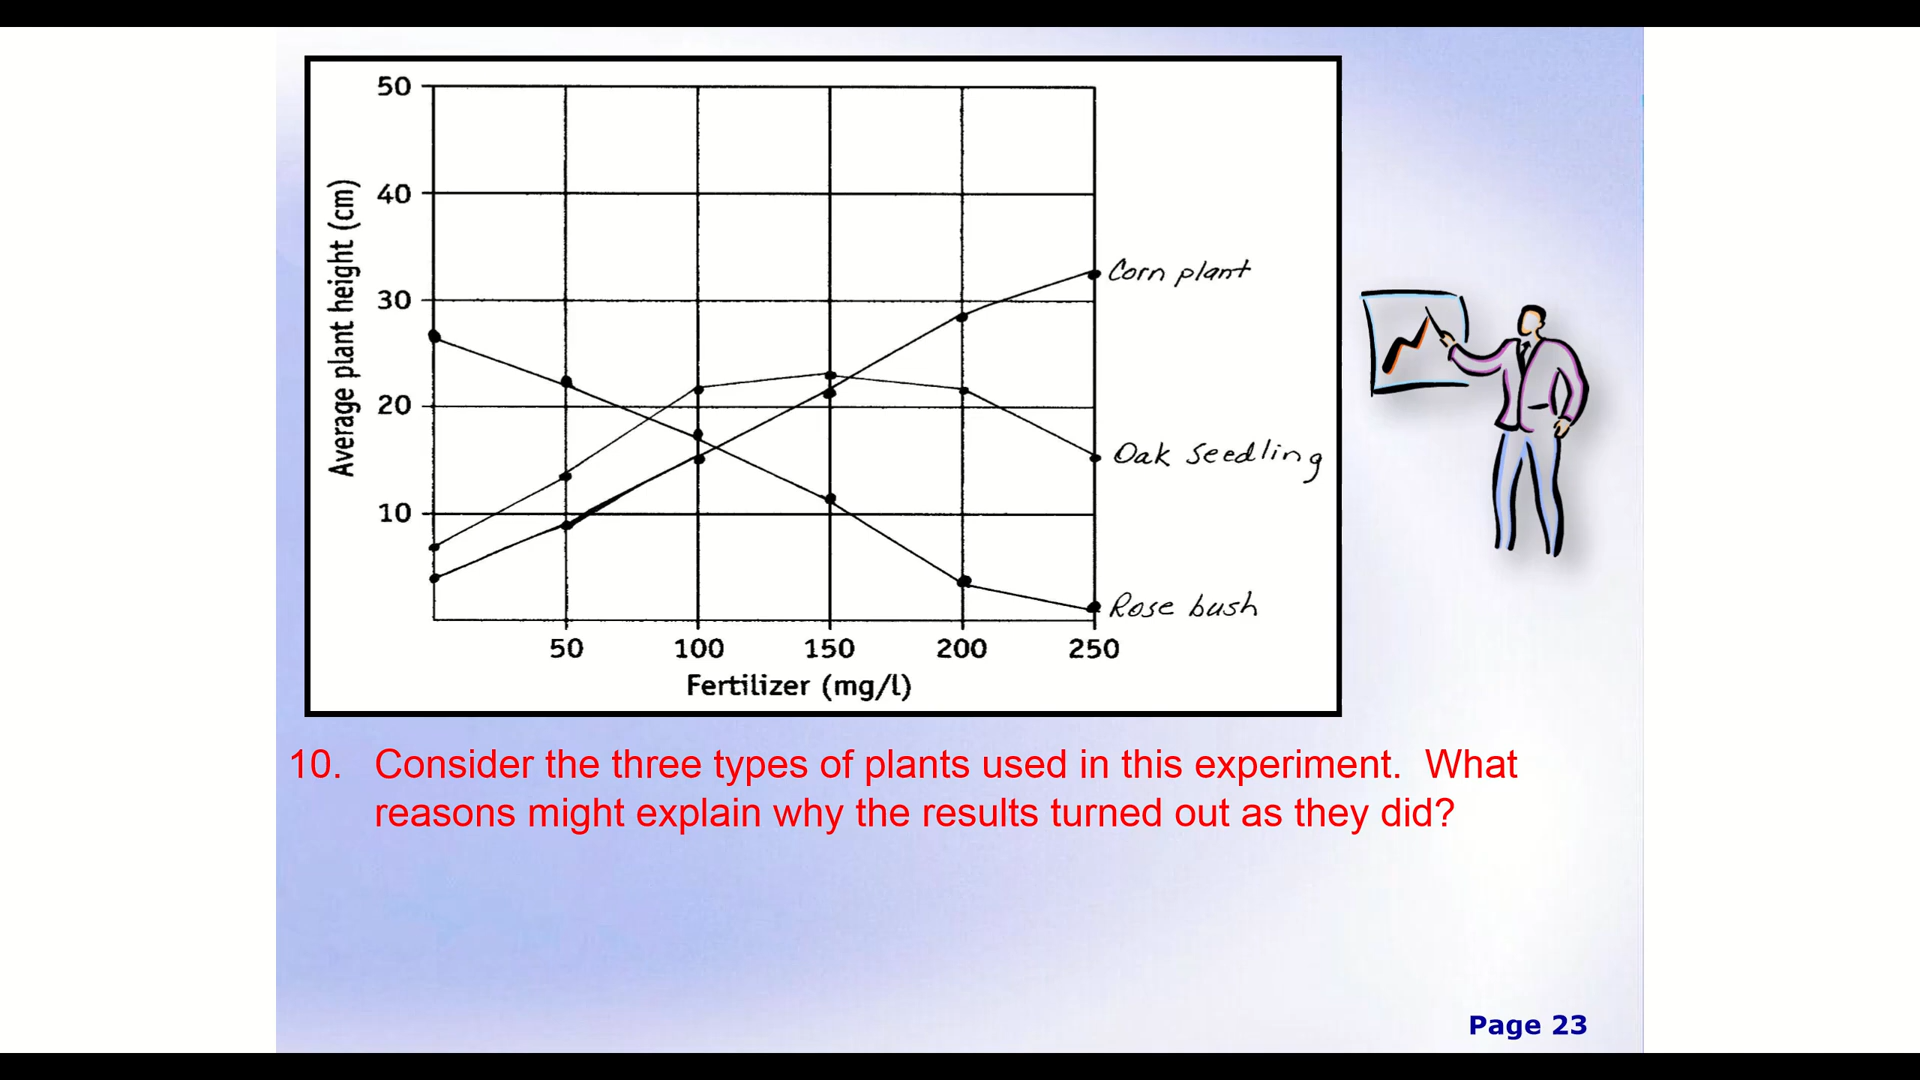 50
40
30
20
10
Average plant height (cm)
Corn plant
Oak seedling
Rose bush
50 100 150 200 250
Fertilizer (mg/l)
10. Consider the three types of plants used in this experiment. What
reasons might explain why the results turned out as they did?
Page 23